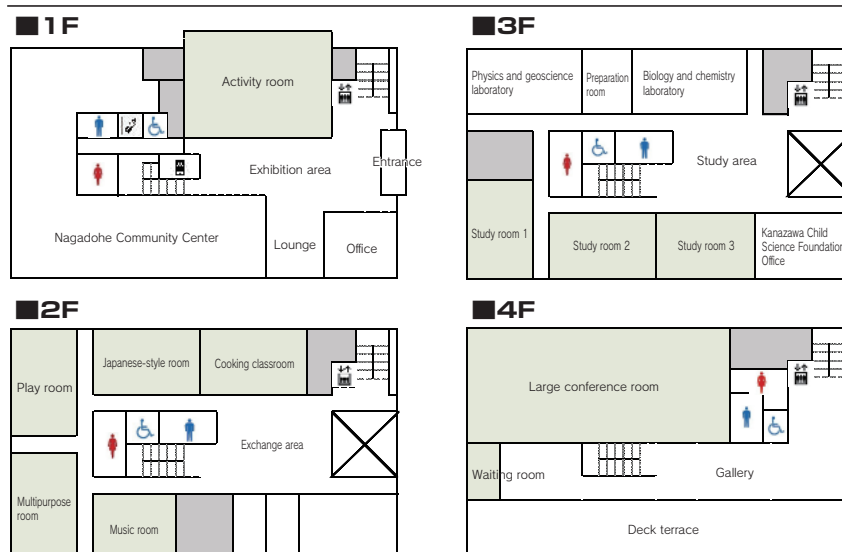 ■1F
Activity room
Exhibition area
Entrance
Nagadohe Community Center
Lounge
Office
■2F
Japanese-style room
Cooking classroom
Play room
Exchange area
Multipurpose
room
Music room
■3F
Physics and geoscience
laboratory
Preparation
room
Biology and chemistry
laboratory
Study area
Study room 1
Study room 2
Study room 3
Kanazawa Child
Science Foundation
Office
■4F
Large conference room
Waiting room
Gallery
Deck terrace